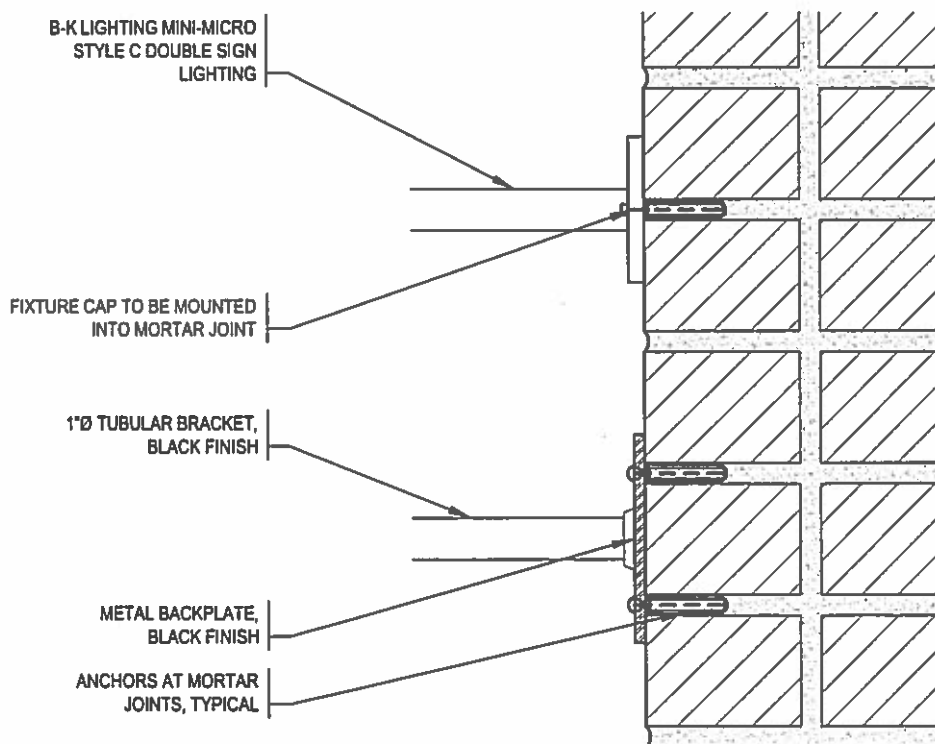 B-K LIGHTING MINI-MICRO
STYLE C DOUBLE SIGN
LIGHTING
FIXTURE CAP TO BE MOUNTED
INTO MORTAR JOINT
1"Ø TUBULAR BRACKET,
BLACK FINISH
METAL BACKPLATE,
BLACK FINISH
ANCHORS AT MORTAR
JOINTS, TYPICAL